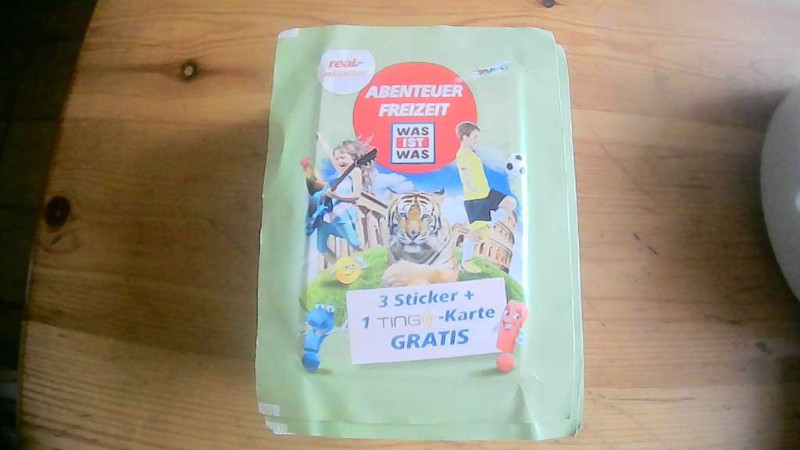 real,-
ABENTEUER
FREIZEIT
WAS
IST
WAS
3 Sticker +
1 TING -Karte
GRATIS